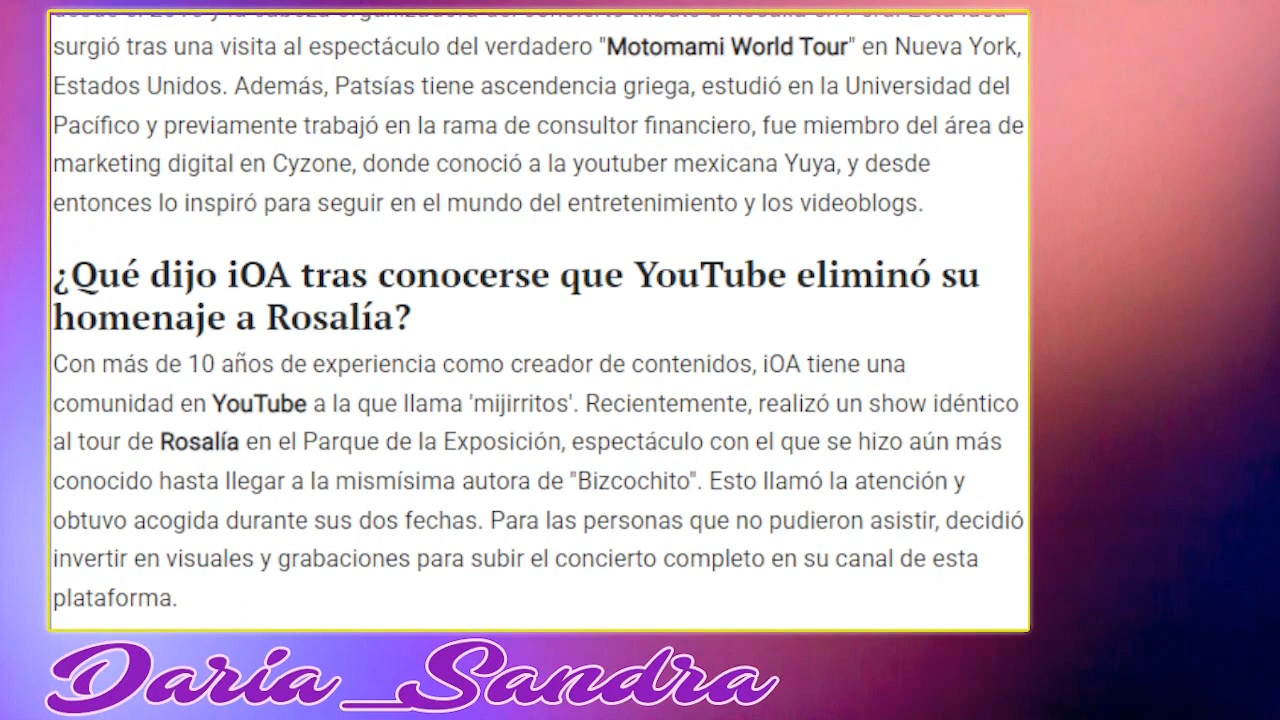 surgió tras una visita al espectáculo del verdadero "Motomami World Tour" en Nueva York,
Estados Unidos. Además, Patsías tiene ascendencia griega, estudió en la Universidad del
Pacífico y previamente trabajó en la rama de consultor financiero, fue miembro del área de
marketing digital en Cyzone, donde conoció a la youtuber mexicana Yuya, y desde
entonces lo inspiró para seguir en el mundo del entretenimiento y los videoblogs.
¿Qué dijo iOA tras conocerse que YouTube eliminó su
homenaje a Rosalía?
Con más de 10 años de experiencia como creador de contenidos, iOA tiene una
comunidad en YouTube a la que llama 'mijirritos'. Recientemente, realizó un show idéntico
al tour de Rosalía en el Parque de la Exposición, espectáculo con el que se hizo aún más
conocido hasta llegar a la mismísima autora de "Bizcochito". Esto llamó la atención y
obtuvo acogida durante sus dos fechas. Para las personas que no pudieron asistir, decidió
invertir en visuales y grabaciones para subir el concierto completo en su canal de esta
plataforma.
Daria_Sandra